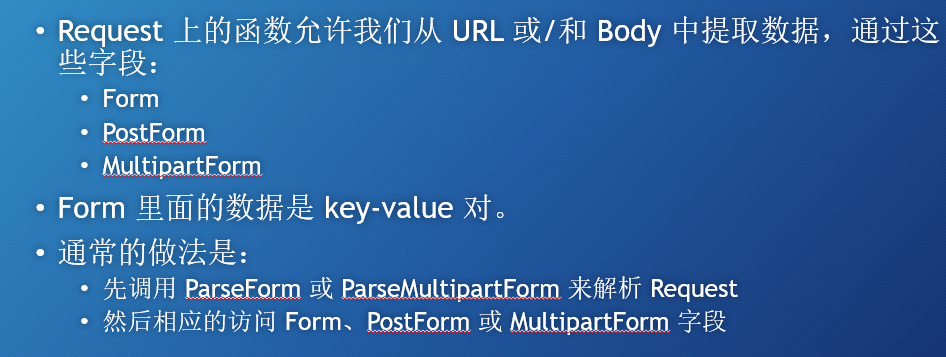 • Request 上的函数允许我们从 URL 或/和 Body 中提取数据，通过这
些字段：
• Form
• PostForm
• MultipartForm
• Form 里面的数据是 key-value 对。
• 通常的做法是：
• 先调用 ParseForm 或 ParseMultipartForm 来解析 Request
• 然后相应的访问 Form、PostForm 或 MultipartForm 字段